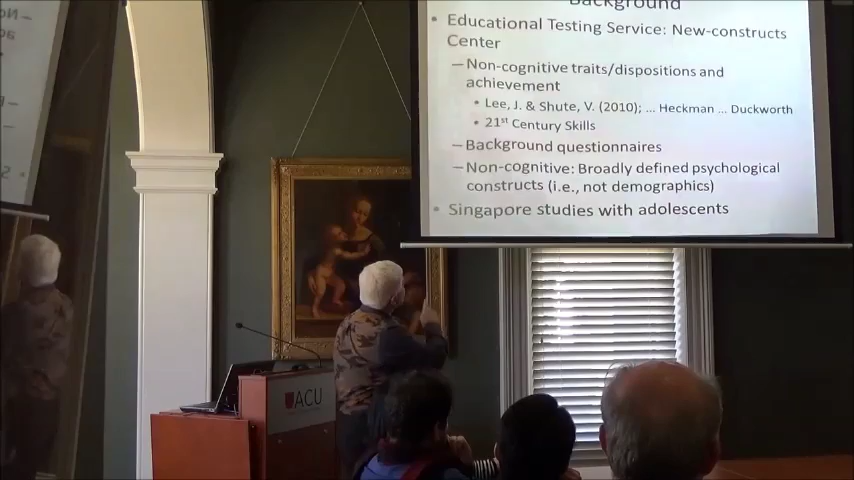 Background
• Educational Testing Service: New-constructs
Center
– Non-cognitive traits/dispositions and
achievement
• Lee, J. & Shute, V. (2010); ... Heckman ... Duckworth
• 21st Century Skills
– Background questionnaires
– Non-cognitive: Broadly defined psychological
constructs (i.e., not demographics)
• Singapore studies with adolescents
ACU